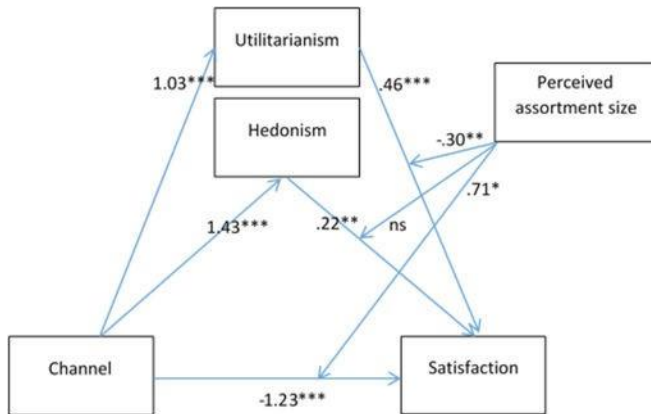 Utilitarianism
1.03***
.46***
Perceived
assortment size
Hedonism
-.30**
.71*
1.43***
.22**
ns
Channel
Satisfaction
-1.23***